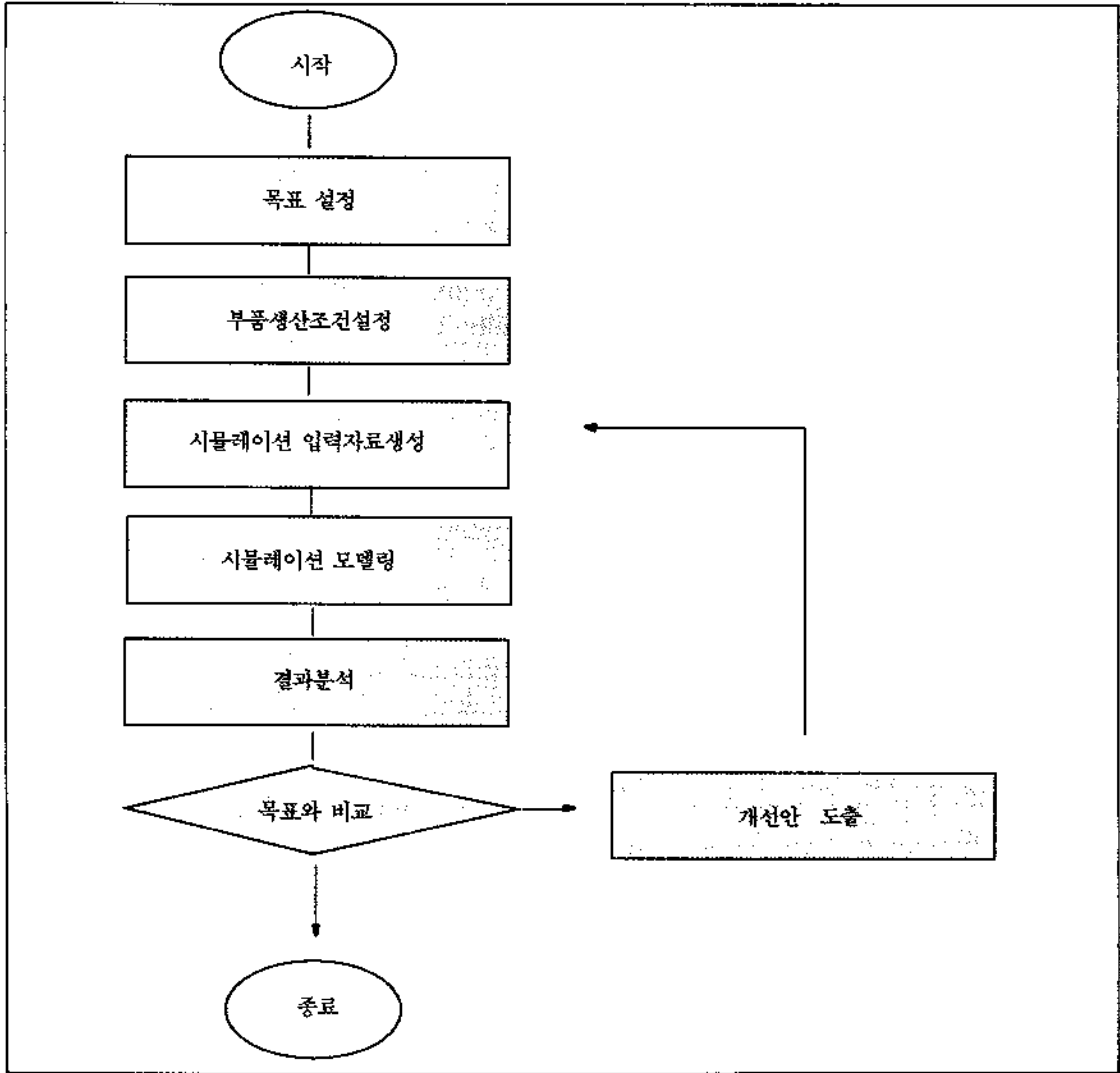 시작
목표 설정
부품생산조건설정
시뮬레이션 입력자료생성
시뮬레이션 모델링
결과분석
목표와 비교
개선안 도출
종료